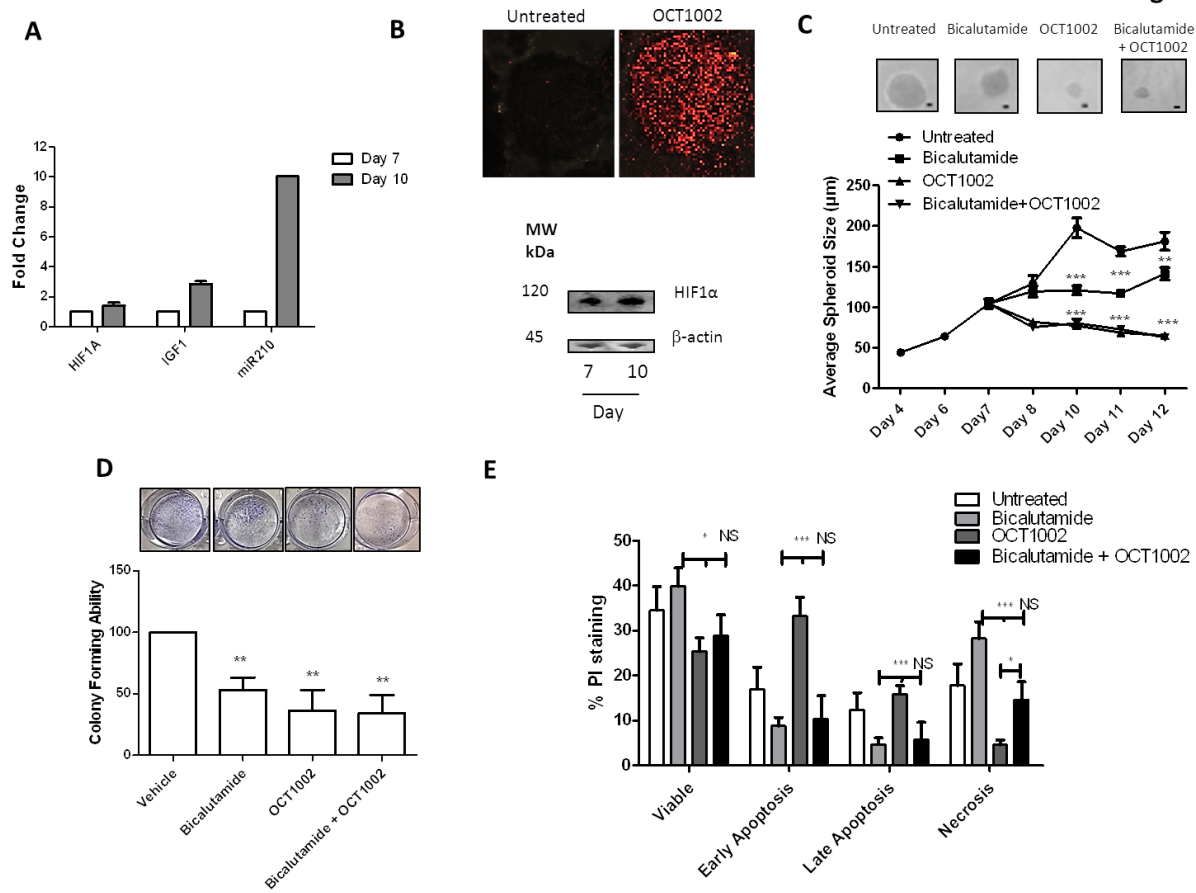 A
Fold Change
12
10
8
6
4
2
0
HIF1A
IGF1
miR210
Day 7
Day 10
B
Untreated
OCT1002
MW
kDa
120
HIF1α
45
β-actin
7
10
Day
C
Untreated
Bicalutamide
OCT1002
Bicalutamide
+ OCT1002
Untreated
Bicalutamide
OCT1002
Bicalutamide+OCT1002
Average Spheroid Size (µm)
250
200
150
100
50
0
***
***
**
***
***
***
Day 4
Day 6
Day7
Day 8
Day 10
Day 11
Day 12
D
Colony Forming Ability
150
100
50
0
**
**
**
Vehicle
Bicalutamide
OCT1002
Bicalutamide + OCT1002
E
Untreated
Bicalutamide
OCT1002
Bicalutamide + OCT1002
% PI staining
50
40
30
20
10
0
* NS
*** NS
*** NS
*** NS
*
Viable
Early Apoptosis
Late Apoptosis
Necrosis